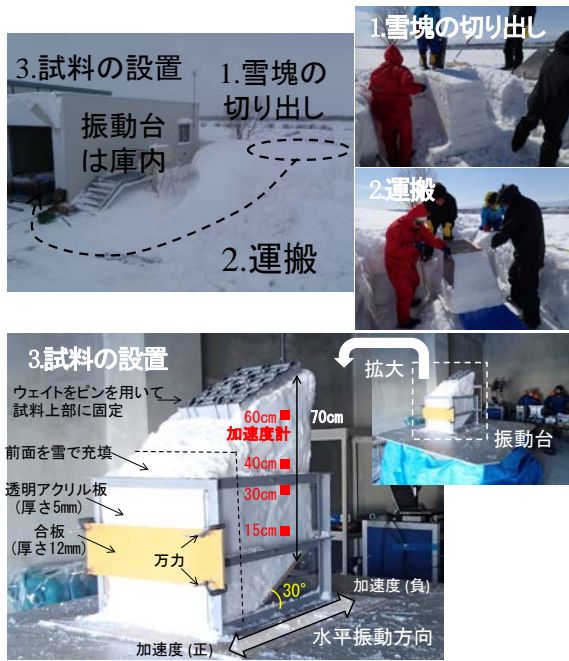 3.試料の設置
1.雪塊の
切り出し
振動台
は庫内
2.運搬
1.雪塊の切り出し
2.運搬
3.試料の設置
拡大
振動台
ウェイトをピンを用いて
試料上部に固定
60cm
加速度計
70cm
前面を雪で充填
40cm
透明アクリル板
(厚さ5mm)
30cm
合板
(厚さ12mm)
15cm
万力
30°
加速度 (負)
水平振動方向
加速度 (正)